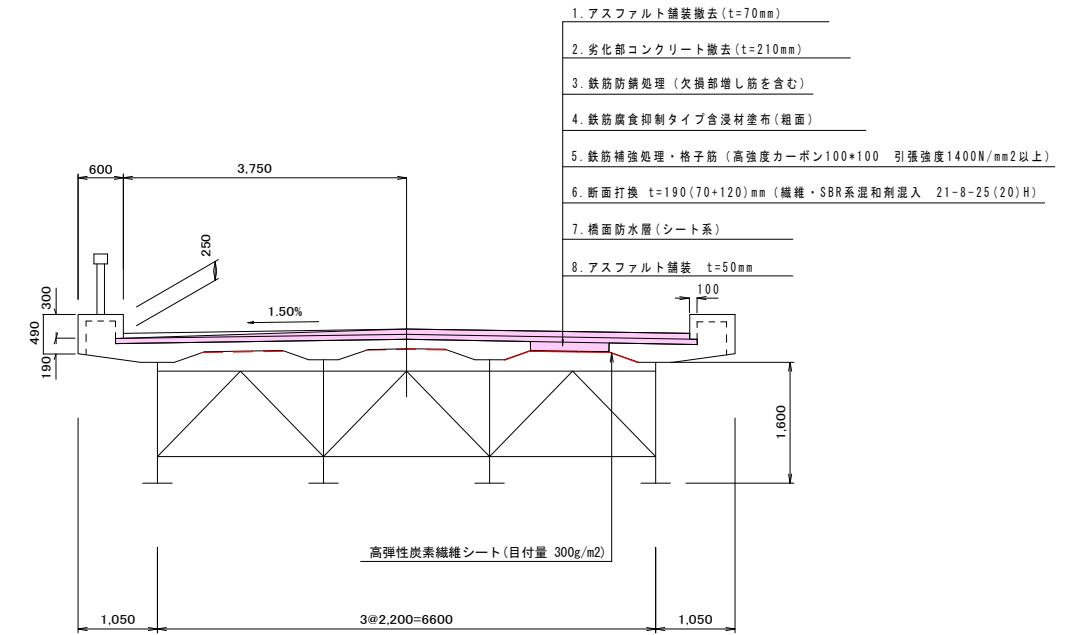 1.アスファルト舗装撤去(t=70mm)
2.劣化部コンクリート撤去(t=210mm)
3.鉄筋防錆処理(欠損部増し筋を含む)
4.鉄筋腐食抑制タイプ含浸材塗布(粗面)
5.鉄筋補強処理・格子筋(高強度カーボン100*100 引張強度1400N/mm2以上)
6.断面打換 t=190(70+120)mm(繊維・SBR系混和剤混入 21-8-25(20)H)
7.橋面防水層(シート系)
8.アスファルト舗装 t=50mm
600
3,750
250
100
300
490
190
1.50%
1,600
高弾性炭素繊維シート(目付量 300g/m2)
1,050
3@2,200=6600
1,050